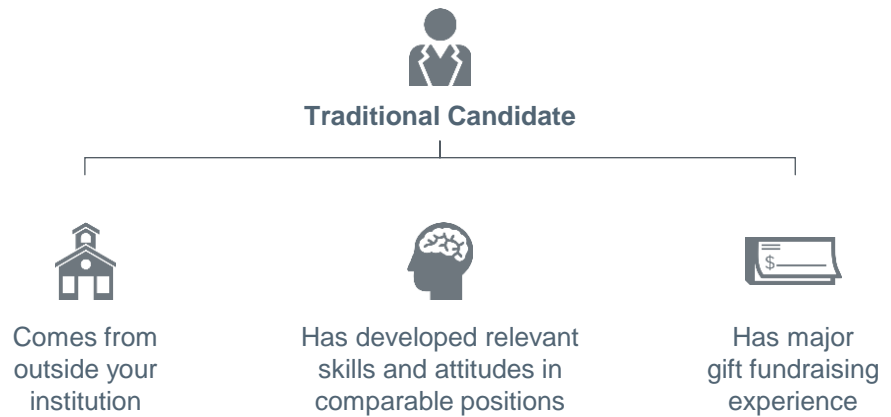 Traditional Candidate
Comes from
outside your
institution
Has developed relevant
skills and attitudes in
comparable positions
$
Has major
gift fundraising
experience